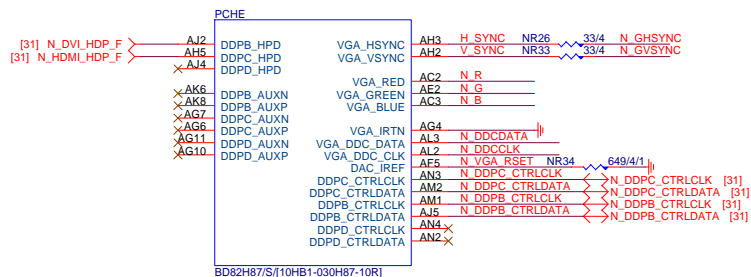 PCHE
[31] N_DVI_HDP_F AJ2 DDPB_HPD VGA_HSYNC AH3 H_SYNC NR26 33/4 N_GHSYNC
[31] N_HDMI_HDP_F AH5 DDPC_HPD VGA_VSYNC AH2 V_SYNC NR33 33/4 N_GVSYNC
AJ4 DDPD_HPD
VGA_RED AC2 N_R
AK6 DDPB_AUXN VGA_GREEN AE2 N_G
AK8 DDPB_AUXP VGA_BLUE AC3 N_B
AG7 DDPC_AUXN
AG6 DDPC_AUXP VGA_IRTN AG4
AG11 DDPD_AUXN VGA_DDC_DATA AL3 N_DDCDATA
AG10 DDPD_AUXP VGA_DDC_CLK AL2 N_DDCCLK
DAC_IREF AF5 N_VGA_RSET NR34 649/4/1
DDPC_CTRLCLK AN3 N_DDPC_CTRLCLK N_DDPC_CTRLCLK [31]
DDPC_CTRLDATA AM2 N_DDPC_CTRLDATA N_DDPC_CTRLDATA [31]
DDPB_CTRLCLK AM1 N_DDPB_CTRLCLK N_DDPB_CTRLCLK [31]
DDPB_CTRLDATA AJ5 N_DDPB_CTRLDATA N_DDPB_CTRLDATA [31]
DDPD_CTRLCLK AN4
DDPD_CTRLDATA AN2
BD82H87/S/[10HB1-030H87-10R]